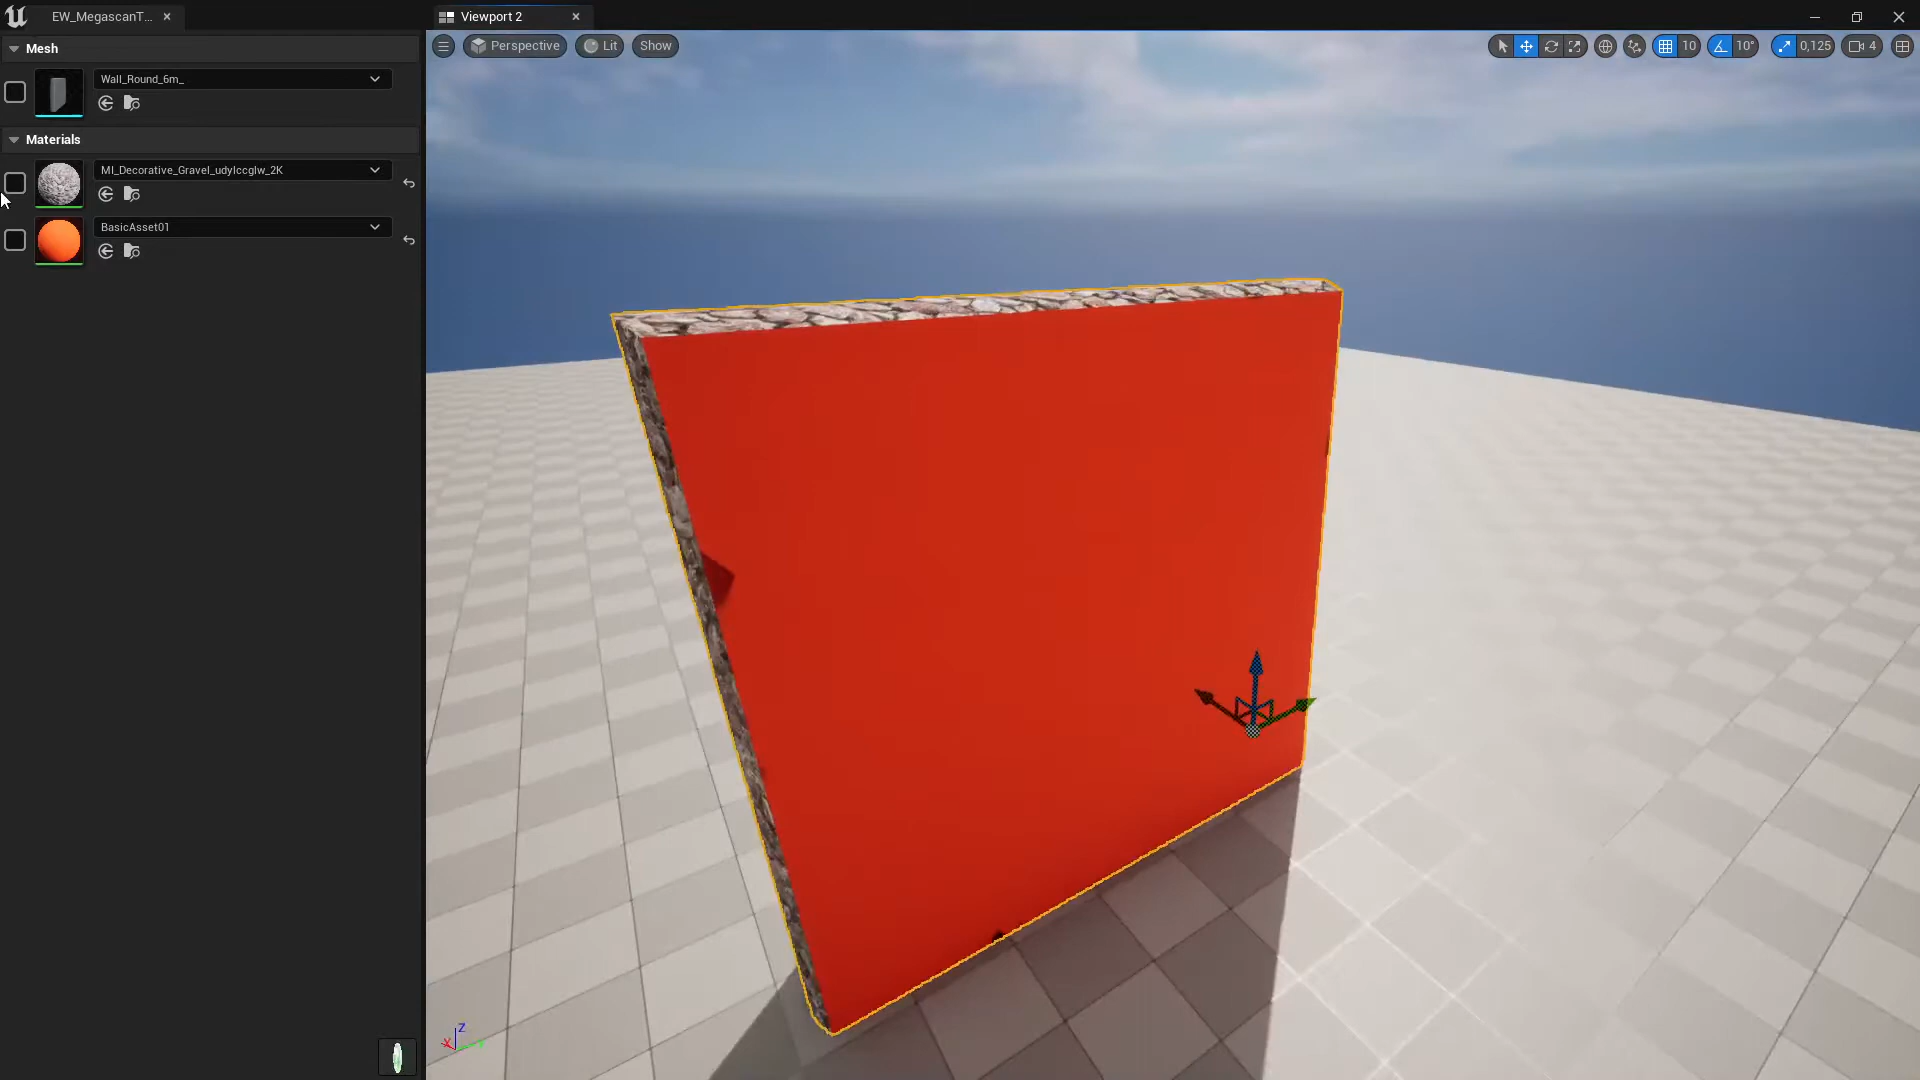 EW_MegascanT...
Viewport 2
Mesh
Perspective
Lit
Show
10
10°
0,125
4
Wall_Round_6m_
Materials
MI_Decorative_Gravel_udylccglw_2K
BasicAsset01
Z
X